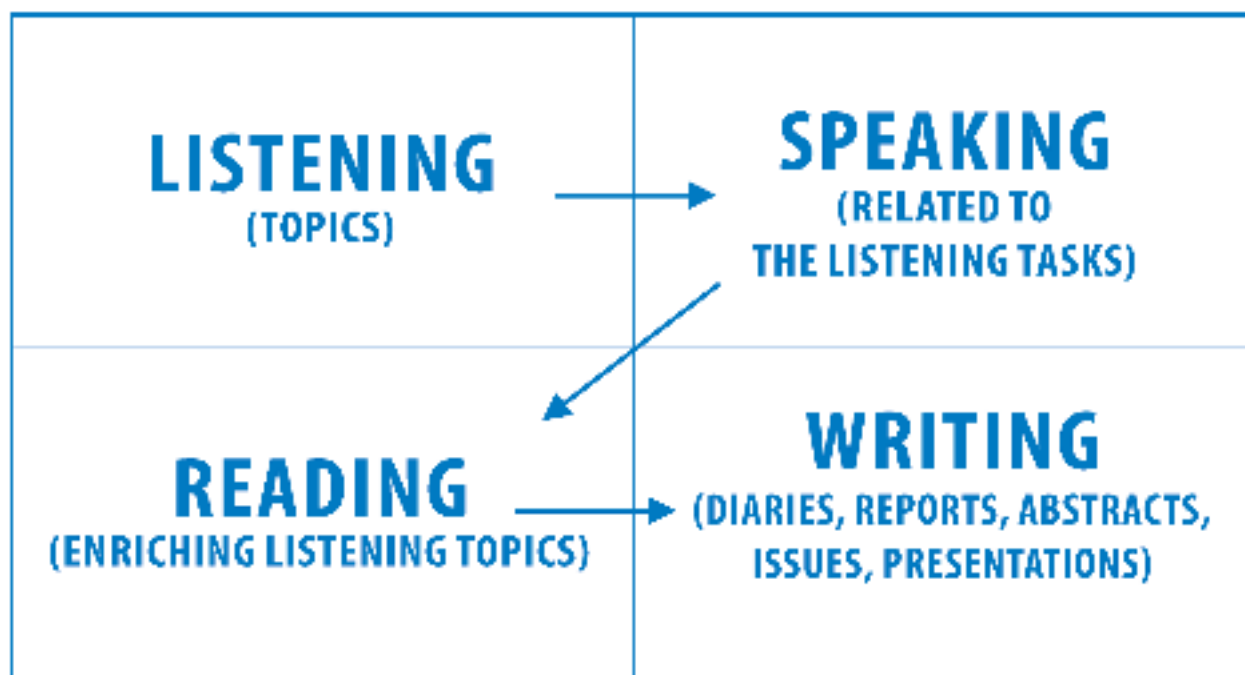 LISTENING
(TOPICS)
SPEAKING
(RELATED TO
THE LISTENING TASKS)
READING
(ENRICHING LISTENING TOPICS)
WRITING
(DIARIES, REPORTS, ABSTRACTS,
ISSUES, PRESENTATIONS)